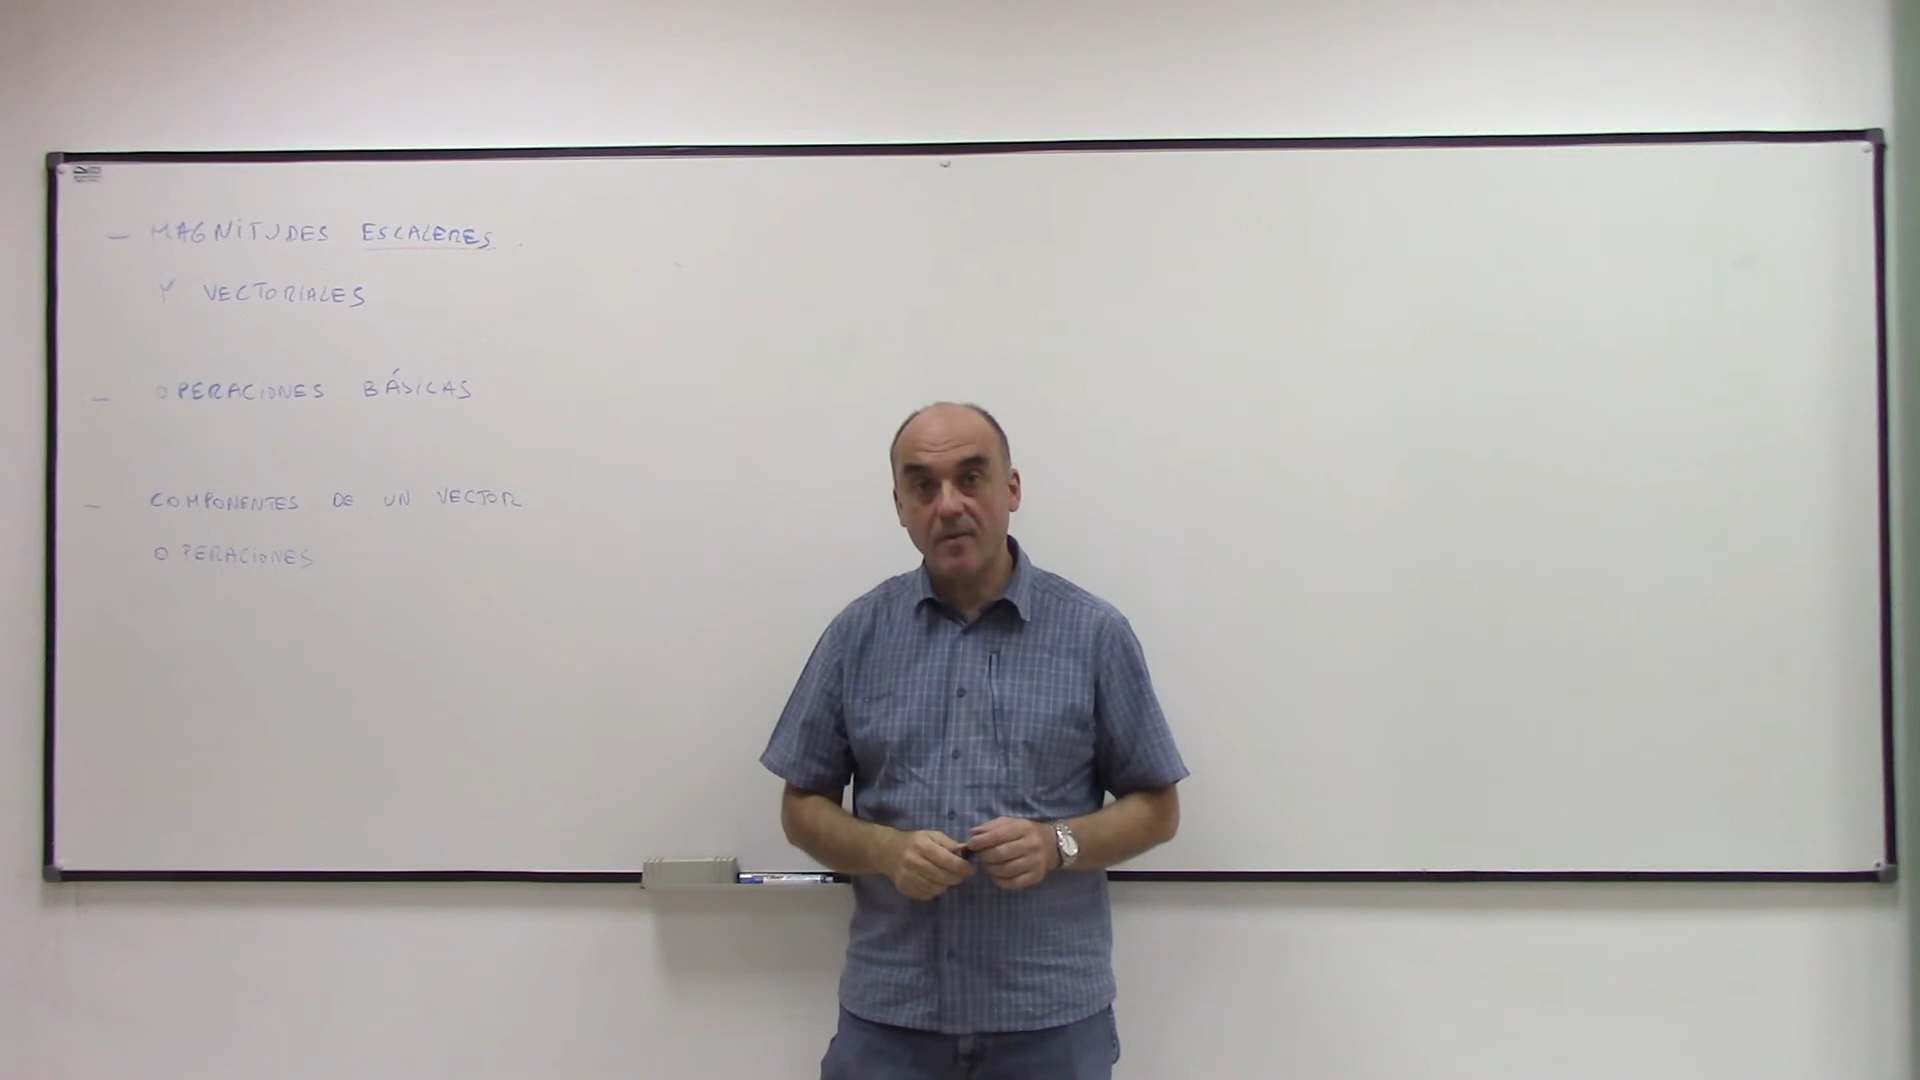 - MAGNITUDES ESCALERES
Y VECTORIALES
- OPERACIONES BÁSICAS
- COMPONENTES DE UN VECTOR
OPERACIONES